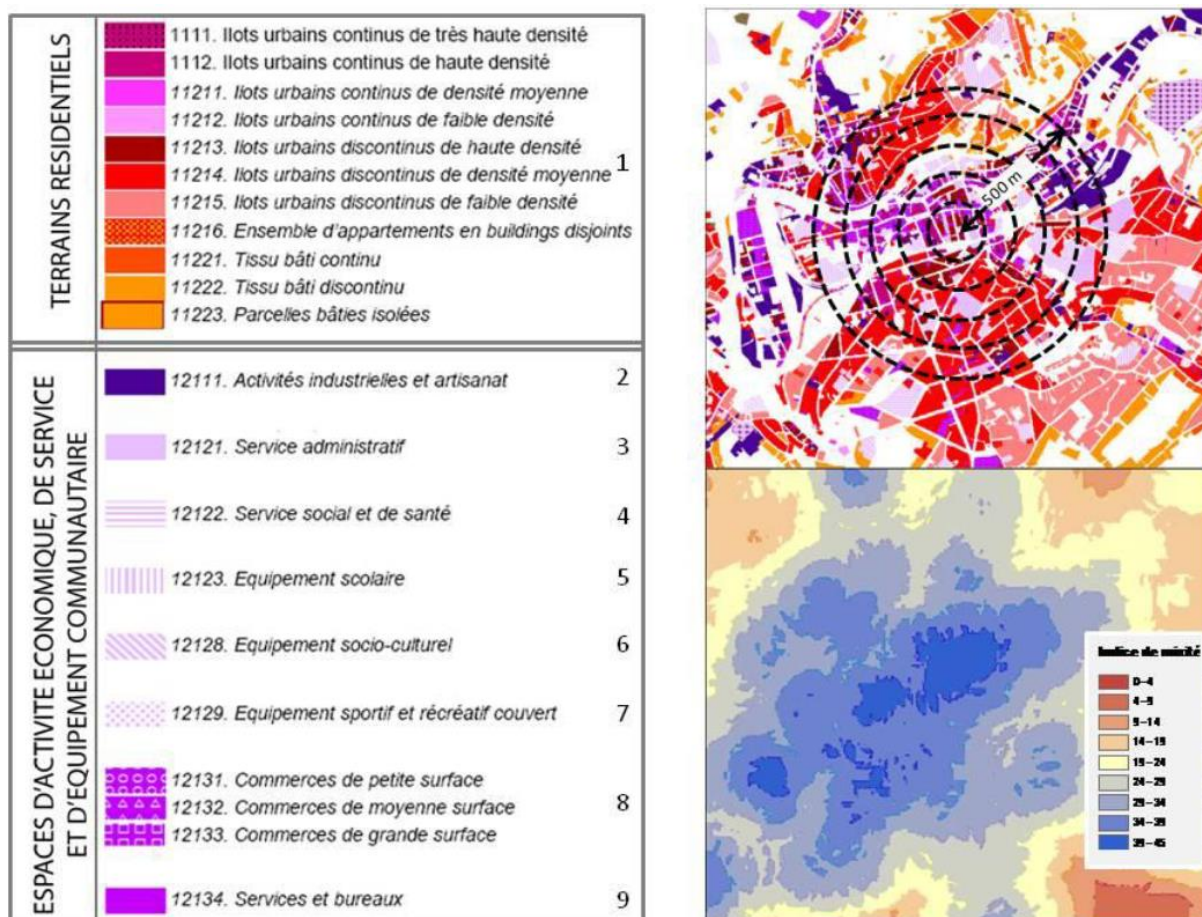 TERRAINS RESIDENTIELS
1111. Ilots urbains continus de très haute densité
1112. Ilots urbains continus de haute densité
11211. Ilots urbains continus de densité moyenne
11212. Ilots urbains continus de faible densité
11213. Ilots urbains discontinus de haute densité
1
11214. Ilots urbains discontinus de densité moyenne
11215. Ilots urbains discontinus de faible densité
11216. Ensemble d'appartements en buildings disjoints
11221. Tissu bâti continu
11222. Tissu bâti discontinu
11223. Parcelles bâties isolées
ESPACES D'ACTIVITE ECONOMIQUE, DE SERVICE
ET D'EQUIPEMENT COMMUNAUTAIRE
12111. Activités industrielles et artisanat 2
12121. Service administratif 3
12122. Service social et de santé 4
12123. Equipement scolaire 5
12128. Equipement socio-culturel 6
12129. Equipement sportif et récréatif couvert 7
12131. Commerces de petite surface
12132. Commerces de moyenne surface 8
12133. Commerces de grande surface
12134. Services et bureaux 9
500 m
Indice de mixité
0-4
4-9
9-14
14-19
19-24
24-29
29-34
34-39
39-45